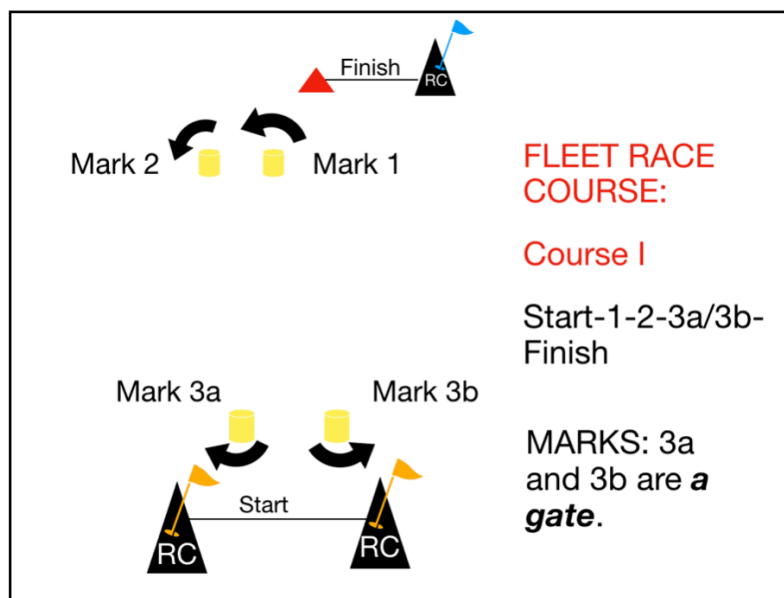 Finish
RC
Mark 2
Mark 1
FLEET RACE
COURSE:
Course I
Start-1-2-3a/3b-
Finish
Mark 3a
Mark 3b
MARKS: 3a
and 3b are a
gate.
Start
RC
RC